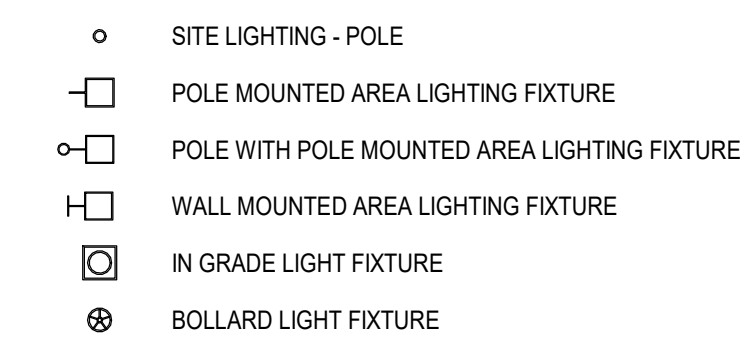 SITE LIGHTING - POLE
POLE MOUNTED AREA LIGHTING FIXTURE
POLE WITH POLE MOUNTED AREA LIGHTING FIXTURE
WALL MOUNTED AREA LIGHTING FIXTURE
IN GRADE LIGHT FIXTURE
BOLLARD LIGHT FIXTURE